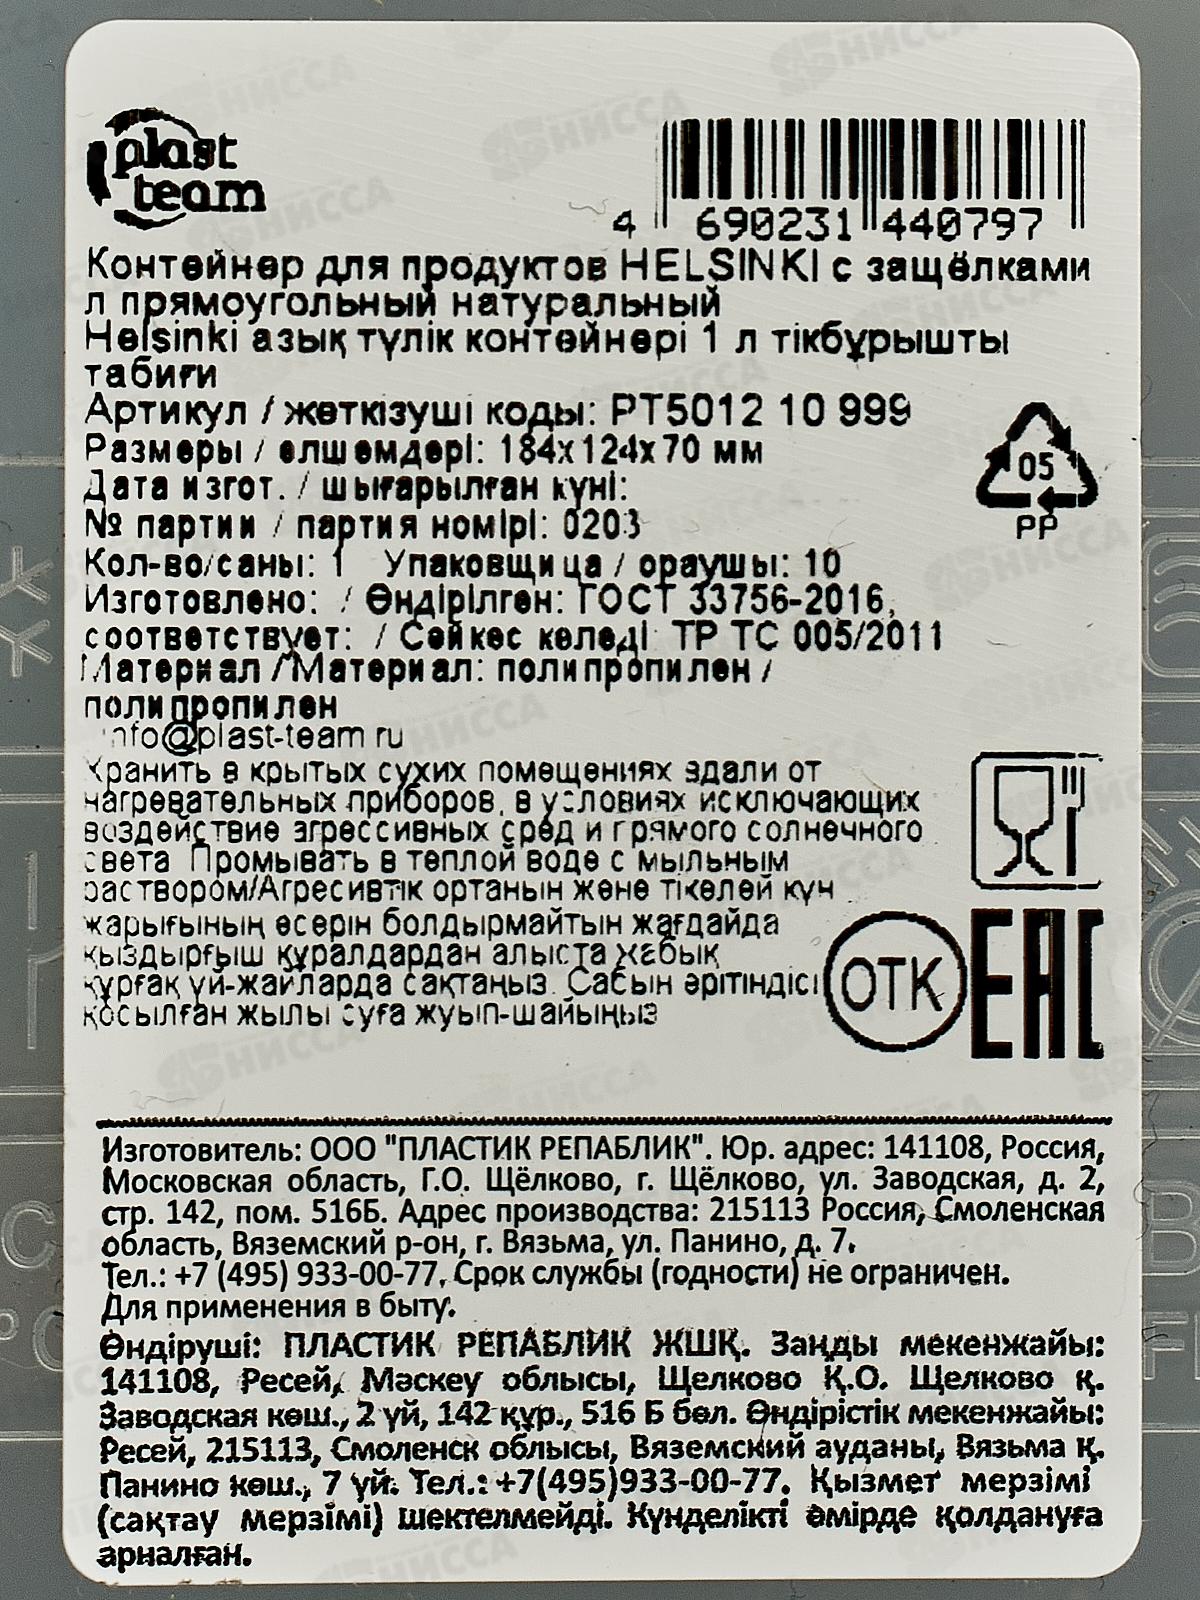 plast team
4 690231 440797
Контейнер для продуктов HELSINKI с защёлками
л прямоугольный натуральный
Helsinki азық түлік контейнері 1 л тікбұрышты
табиғи
Артикул / жеткізуші коды: PT5012 10 999
Размеры / өлшемдері: 184x124x70 мм
Дата изгот. / шығарылған күні:
№ партии / партия номірі: 0203
Кол-во/саны: 1 Упаковщица / ораушы: 10
Изготовлено: / Өндірілген: ГОСТ 33756-2016,
соответствует: / Сәйкес келеді: ТР ТС 005/2011
Материал / Материал: полипропилен /
полипропилен
info@plast-team ru
Хранить в крытых сухих помещениях вдали от
нагревательных приборов, в условиях исключающих
воздействие агрессивных сред и прямого солнечного
света Промывать в теплой воде с мыльным
раствором/Агресивтік ортанын жене тікелей күн
жарығының әсерін болдырмайтын жағдайда
қыздырғыш құралдардан алыста жабық
құрғақ үй-жайларда сақтаңыз. Сабын ерітіндісі
қосылған жылы суға жуып-шайыңыз
05
PP
ОТК
EAC
Изготовитель: ООО "ПЛАСТИК РЕПАБЛИК". Юр. адрес: 141108, Россия,
Московская область, Г.О. Щёлково, г. Щёлково, ул. Заводская, д. 2,
стр. 142, пом. 516Б. Адрес производства: 215113 Россия, Смоленская
область, Вяземский р-он, г. Вязьма, ул. Панино, д. 7.
Тел.: +7 (495) 933-00-77. Срок службы (годности) не ограничен.
Для применения в быту.
Өндіруші: ПЛАСТИК РЕПАБЛИК ЖШҚ. Заңды мекенжайы:
141108, Ресей, Мәскеу облысы, Щелково Қ.О. Щелково қ.
Заводская көш., 2 үй, 142 құр., 516 Б бөл. Өндірістік мекенжайы:
Ресей, 215113, Смоленск облысы, Вяземский ауданы, Вязьма қ.
Панино көш., 7 үй. Тел.: +7(495)933-00-77. Қызмет мерзімі
(сақтау мерзімі) шектелмейді. Күнделікті өмірде қолдануға
арналған.